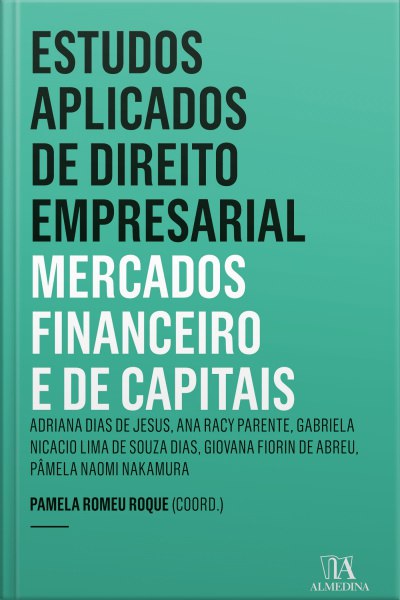 ESTUDOS
APLICADOS
DE DIREITO
EMPRESARIAL
MERCADOS
FINANCEIRO
E DE CAPITAIS
ADRIANA DIAS DE JESUS, ANA RACY PARENTE, GABRIELA
NICACIO LIMA DE SOUZA DIAS, GIOVANA FIORIN DE ABREU,
PÂMELA NAOMI NAKAMURA
PAMELA ROMEU ROQUE (COORD.)
ALMEDINA